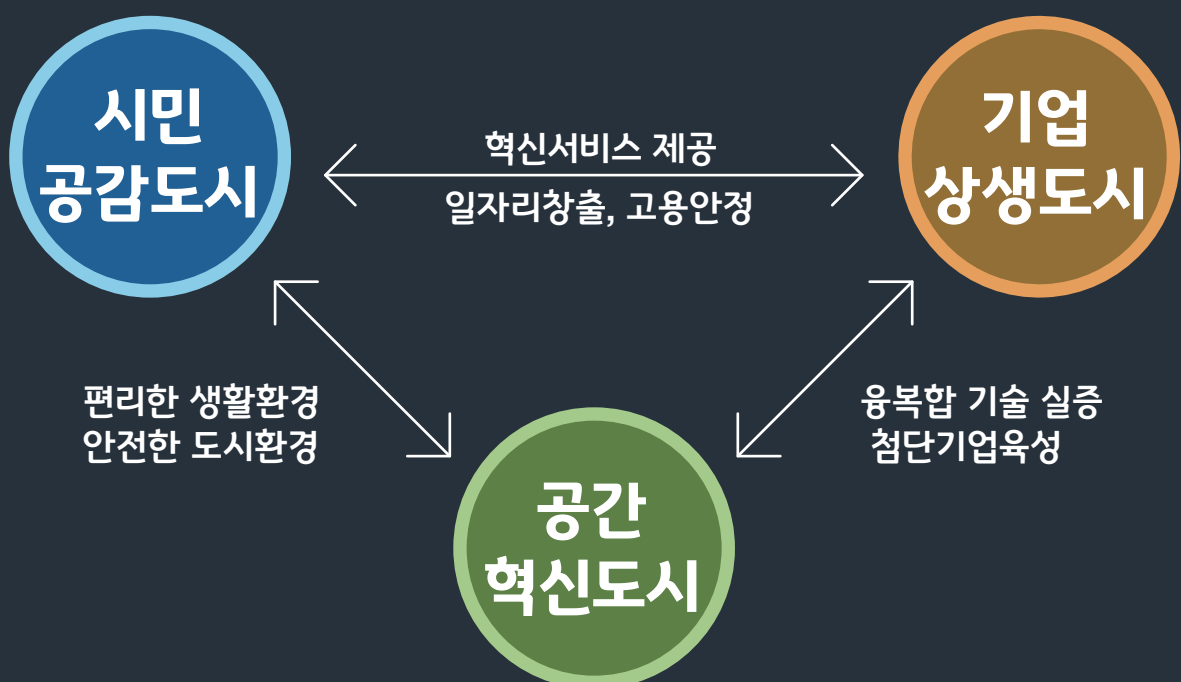 시민
공감도시
혁신서비스 제공
일자리창출, 고용안정
기업
상생도시
편리한 생활환경
안전한 도시환경
융복합 기술 실증
첨단기업육성
공간
혁신도시